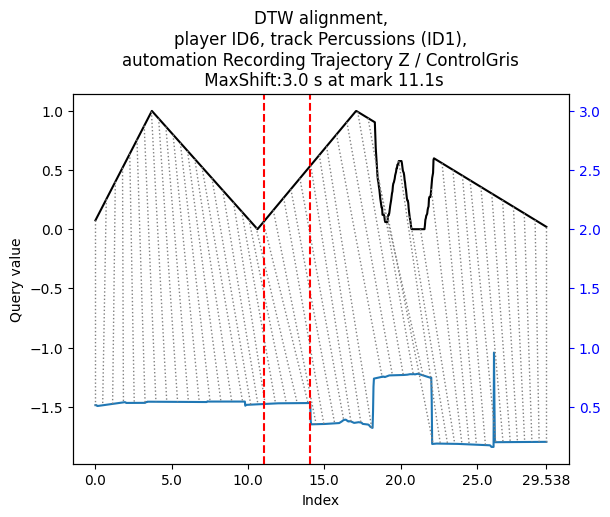 DTW alignment,
player ID6, track Percussions (ID1),
automation Recording Trajectory Z / ControlGris
MaxShift:3.0 s at mark 11.1s
1.0
0.5
0.0
−0.5
−1.0
−1.5
Query value
3.0
2.5
2.0
1.5
1.0
0.5
0.0 5.0 10.0 15.0 20.0 25.0 29.538
Index